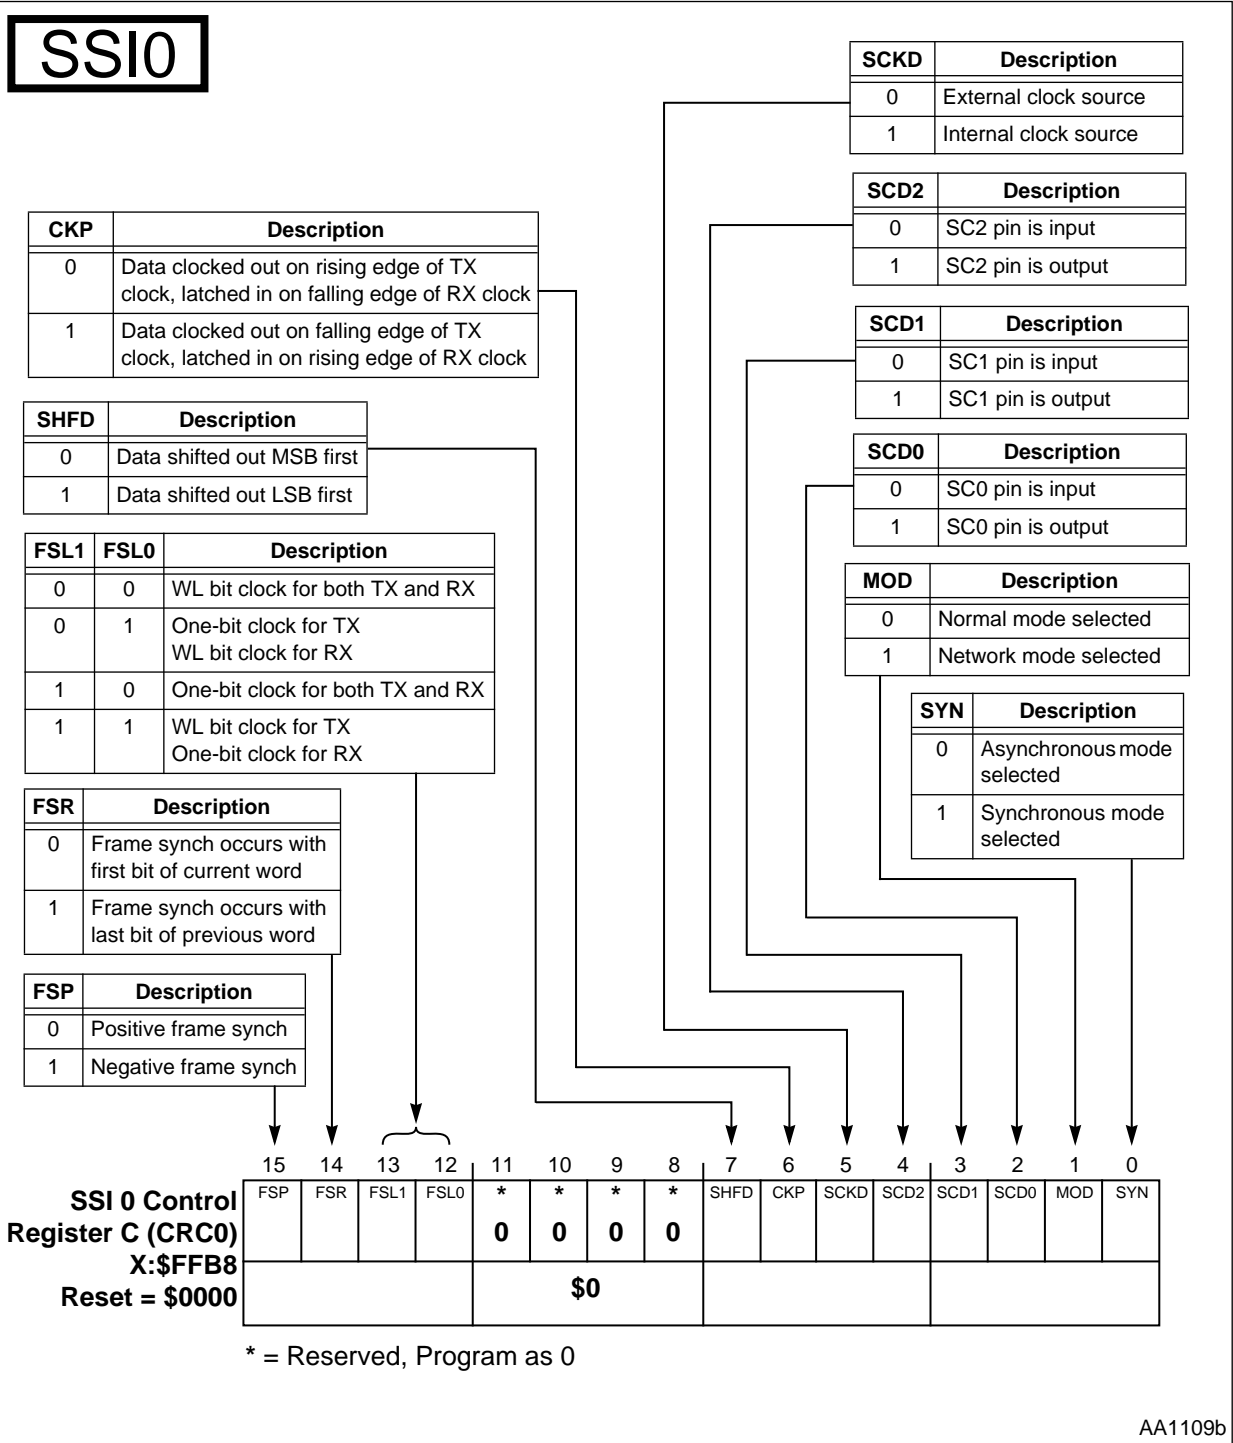 SSI0
SCKD Description
0 External clock source
1 Internal clock source
SCD2 Description
0 SC2 pin is input
1 SC2 pin is output
CKP Description
0 Data clocked out on rising edge of TX
clock, latched in on falling edge of RX clock
1 Data clocked out on falling edge of TX
clock, latched in on rising edge of RX clock
SCD1 Description
0 SC1 pin is input
1 SC1 pin is output
SHFD Description
0 Data shifted out MSB first
1 Data shifted out LSB first
SCD0 Description
0 SC0 pin is input
1 SC0 pin is output
FSL1 FSL0 Description
0 0 WL bit clock for both TX and RX
0 1 One-bit clock for TX
WL bit clock for RX
1 0 One-bit clock for both TX and RX
1 1 WL bit clock for TX
One-bit clock for RX
MOD Description
0 Normal mode selected
1 Network mode selected
SYN Description
0 Asynchronous mode
selected
1 Synchronous mode
selected
FSR Description
0 Frame synch occurs with
first bit of current word
1 Frame synch occurs with
last bit of previous word
FSP Description
0 Positive frame synch
1 Negative frame synch
15 14 13 12 11 10 9 8 7 6 5 4 3 2 1 0
FSP FSR FSL1 FSL0 * * * * SHFD CKP SCKD SCD2 SCD1 SCD0 MOD SYN
0 0 0 0
$0
SSI 0 Control
Register C (CRC0)
X:$FFB8
Reset = $0000
* = Reserved, Program as 0
AA1109b